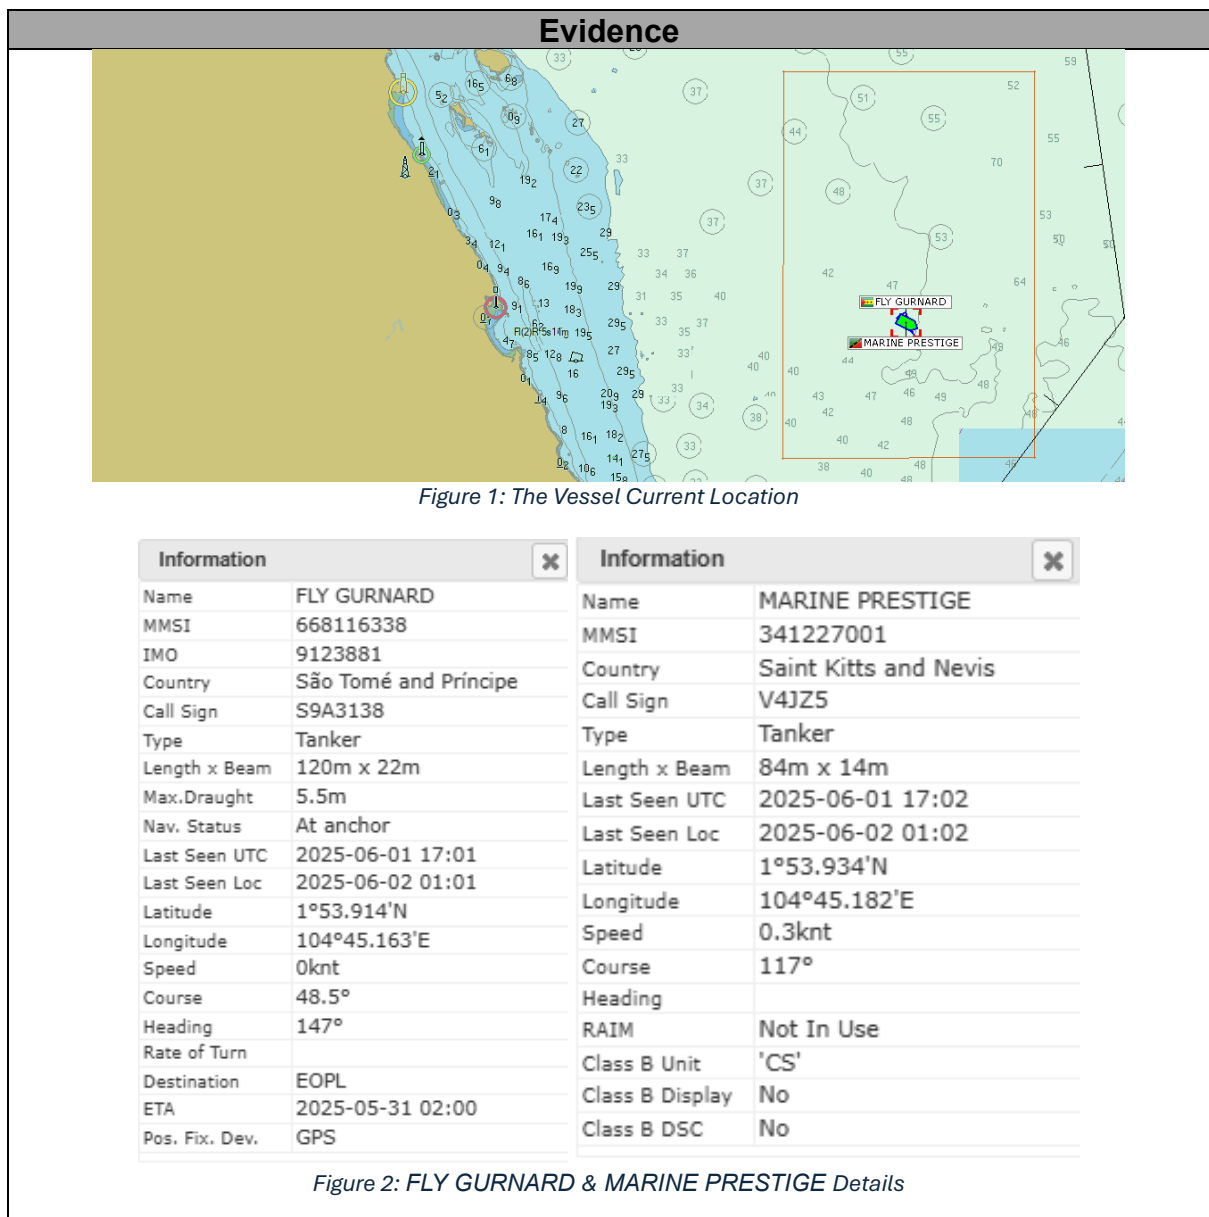 Evidence
FLY GURNARD
MARINE PRESTIGE
Fl(2)R 5s14m
Figure 1: The Vessel Current Location
Information
Name FLY GURNARD
MMSI 668116338
IMO 9123881
Country São Tomé and Príncipe
Call Sign S9A3138
Type Tanker
Length x Beam 120m x 22m
Max.Draught 5.5m
Nav. Status At anchor
Last Seen UTC 2025-06-01 17:01
Last Seen Loc 2025-06-02 01:01
Latitude 1°53.914'N
Longitude 104°45.163'E
Speed 0knt
Course 48.5°
Heading 147°
Rate of Turn
Destination EOPL
ETA 2025-05-31 02:00
Pos. Fix. Dev. GPS
Information
Name MARINE PRESTIGE
MMSI 341227001
Country Saint Kitts and Nevis
Call Sign V4JZ5
Type Tanker
Length x Beam 84m x 14m
Last Seen UTC 2025-06-01 17:02
Last Seen Loc 2025-06-02 01:02
Latitude 1°53.934'N
Longitude 104°45.182'E
Speed 0.3knt
Course 117°
Heading
RAIM Not In Use
Class B Unit 'CS'
Class B Display No
Class B DSC No
Figure 2: FLY GURNARD & MARINE PRESTIGE Details